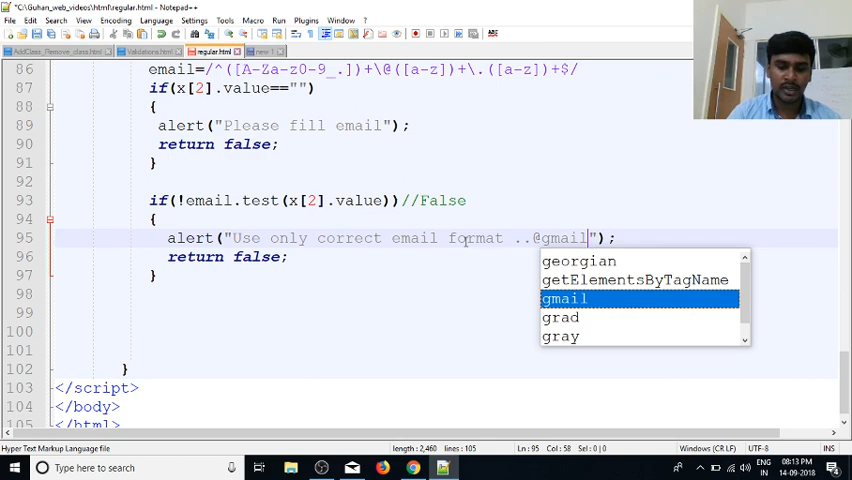 *C:\Guhan_web_videos\html\regular.html - Notepad++
File Edit Search View Encoding Language Settings Tools Macro Run Plugins Window ?
AddClass_Remove_class.html Validations.html regular.html new 1
86 email=/^([A-Za-z0-9_.])+\@([a-z])+\.([a-z])+$/
87 if(x[2].value=="")
88 {
89 alert("Please fill email");
90 return false;
91 }
92
93 if(!email.test(x[2].value))//False
94 {
95 alert("Use only correct email format ..@gmail");
96 return false;
georgian
getElementsByTagName
gmail
grad
gray
97 }
98
99
100
101
102 }
103 </script>
104 </body>
105 </html>
Hyper Text Markup Language file length : 2,460 lines : 105 Ln : 95 Col : 58 Sel : 0 | 0 Windows (CR LF) UTF-8 INS
Type here to search ENG IN 08:13 PM 14-09-2018